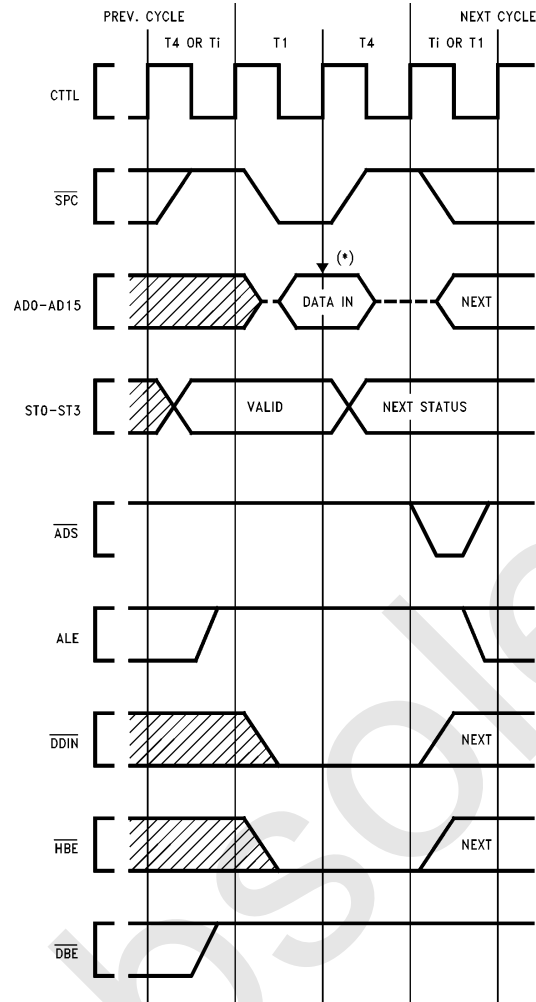 PREV. CYCLE NEXT CYCLE
T4 OR Ti T1 T4 Ti OR T1
CTTL
SPC
(*)
AD0-AD15 DATA IN NEXT
ST0-ST3 VALID NEXT STATUS
ADS
ALE
DDIN NEXT
HBE NEXT
DBE